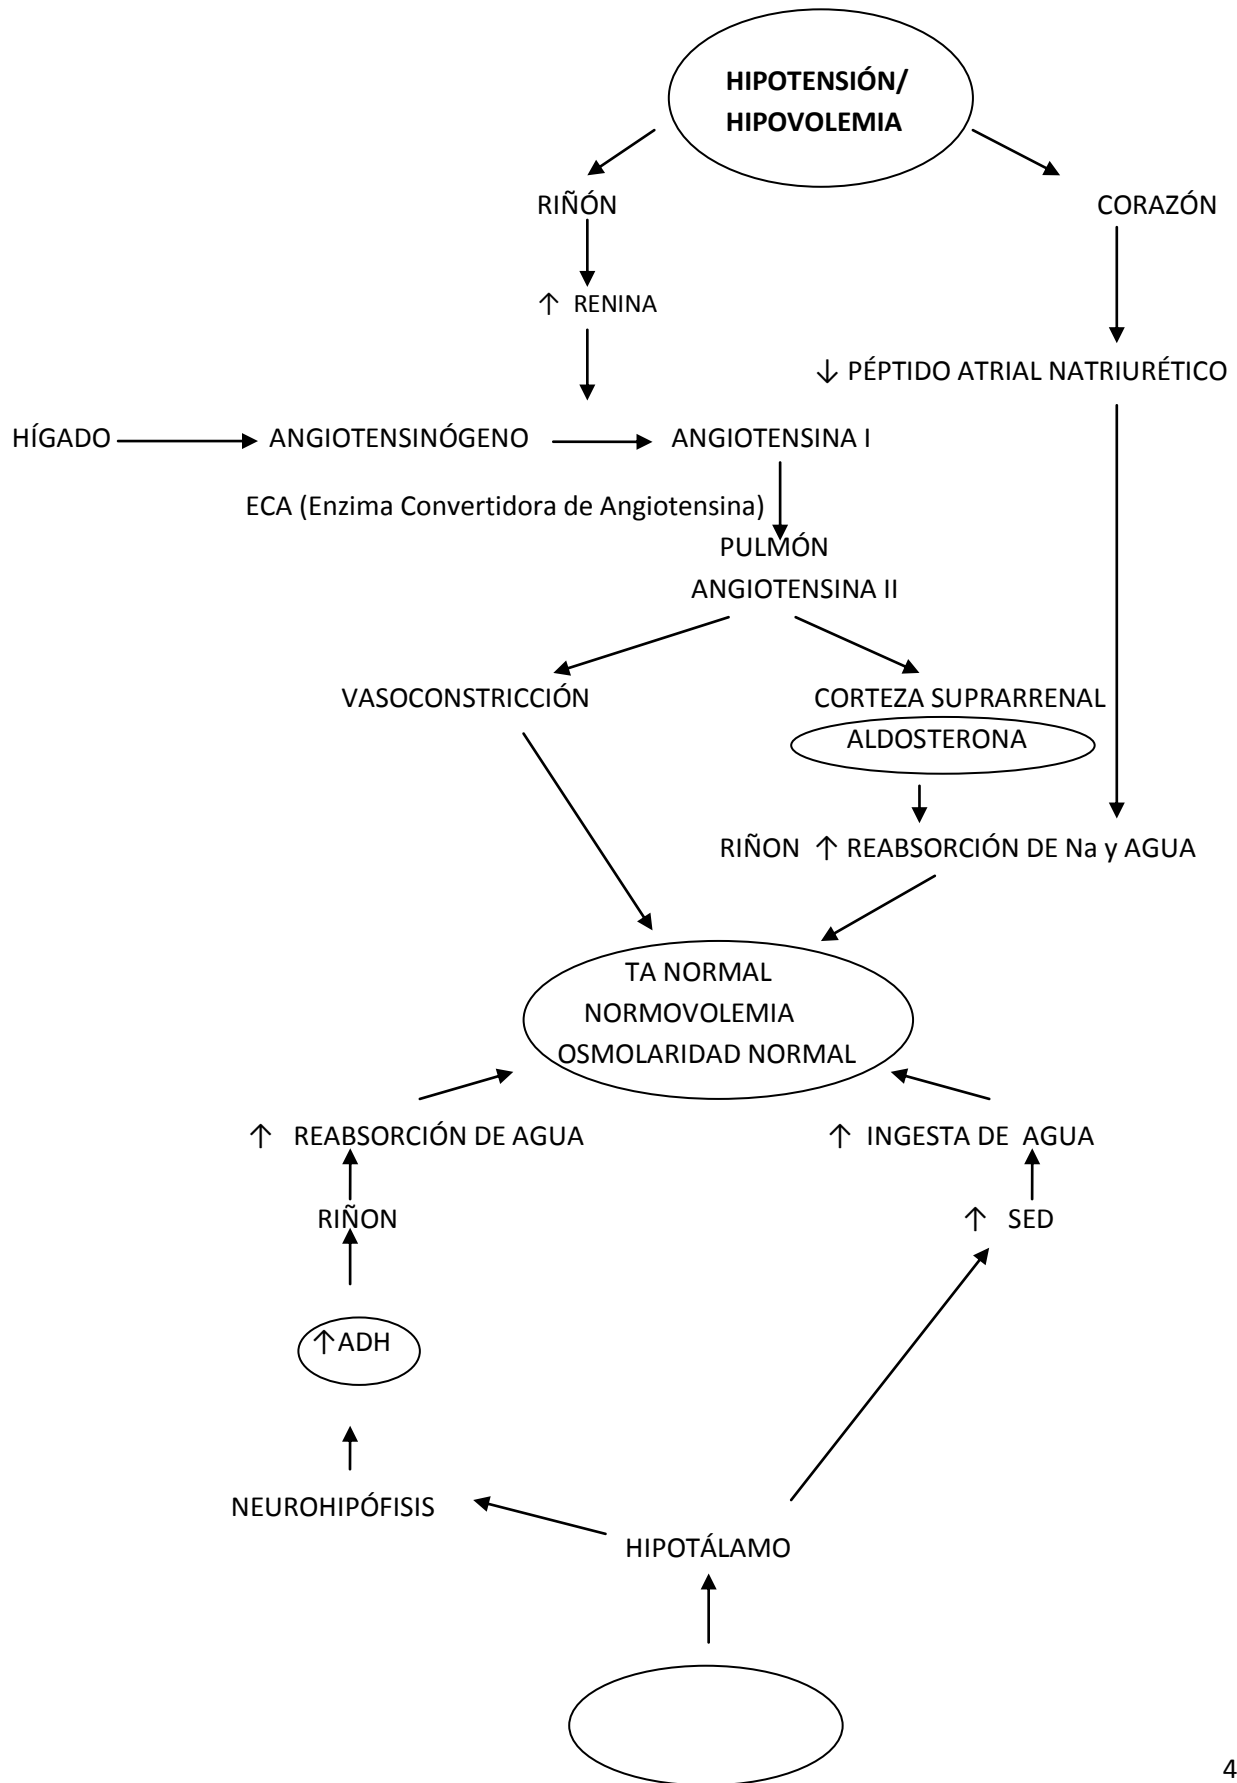 HIPOTENSIÓN/
HIPOVOLEMIA
RIÑÓN
CORAZÓN
↑ RENINA
↓ PÉPTIDO ATRIAL NATRIURÉTICO
HÍGADO
ANGIOTENSINÓGENO
ANGIOTENSINA I
ECA (Enzima Convertidora de Angiotensina)
PULMÓN
ANGIOTENSINA II
VASOCONSTRICCIÓN
CORTEZA SUPRARRENAL
ALDOSTERONA
RIÑON ↑ REABSORCIÓN DE Na y AGUA
TA NORMAL
NORMOVOLEMIA
OSMOLARIDAD NORMAL
↑ REABSORCIÓN DE AGUA
↑ INGESTA DE AGUA
RIÑON
↑ SED
↑ADH
NEUROHIPÓFISIS
HIPOTÁLAMO
4